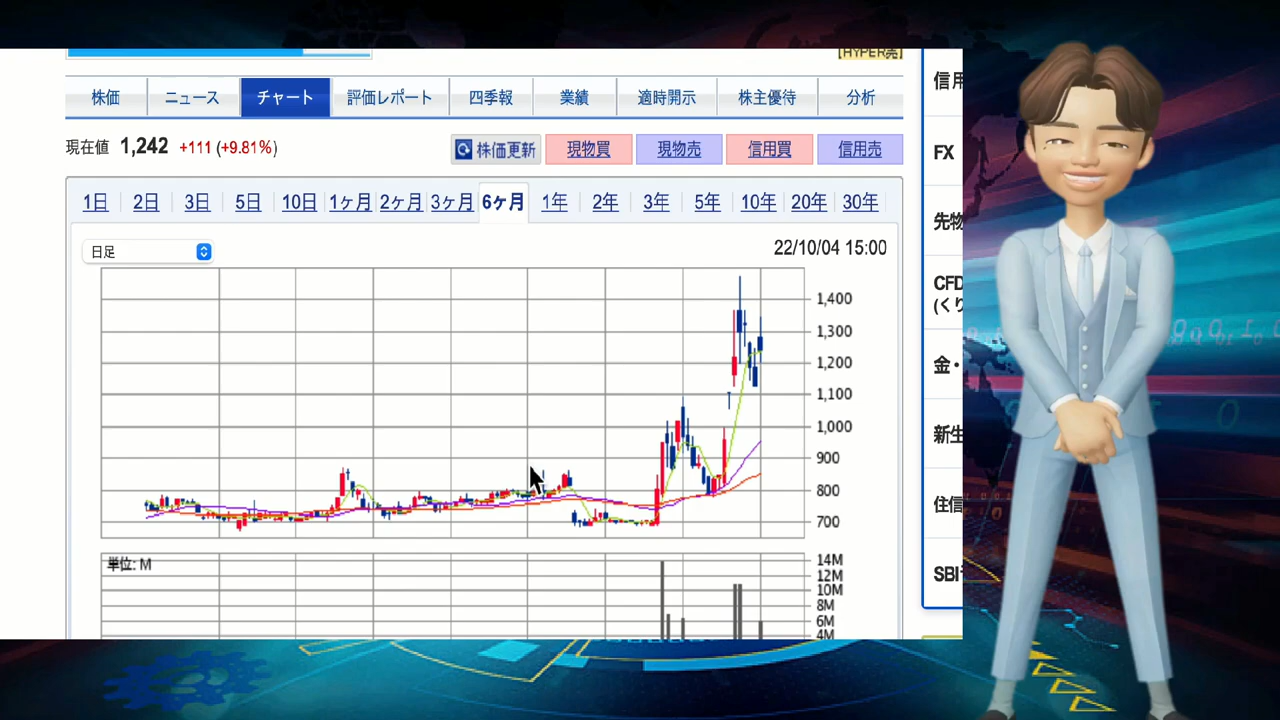 【HYPER売】
株価 ニュース チャート 評価レポート 四季報 業績 適時開示 株主優待 分析
現在値 1,242 +111 (+9.81%) 株価更新 現物買 現物売 信用買 信用売
1日 2日 3日 5日 10日 1ヶ月 2ヶ月 3ヶ月 6ヶ月 1年 2年 3年 5年 10年 20年 30年
日足 22/10/04 15:00
1,400
1,300
1,200
1,100
1,000
900
800
700
単位: M
14M
12M
10M
8M
6M
4M
信用
FX
先物
CFD
(くり
金・
新生
住信
SBI